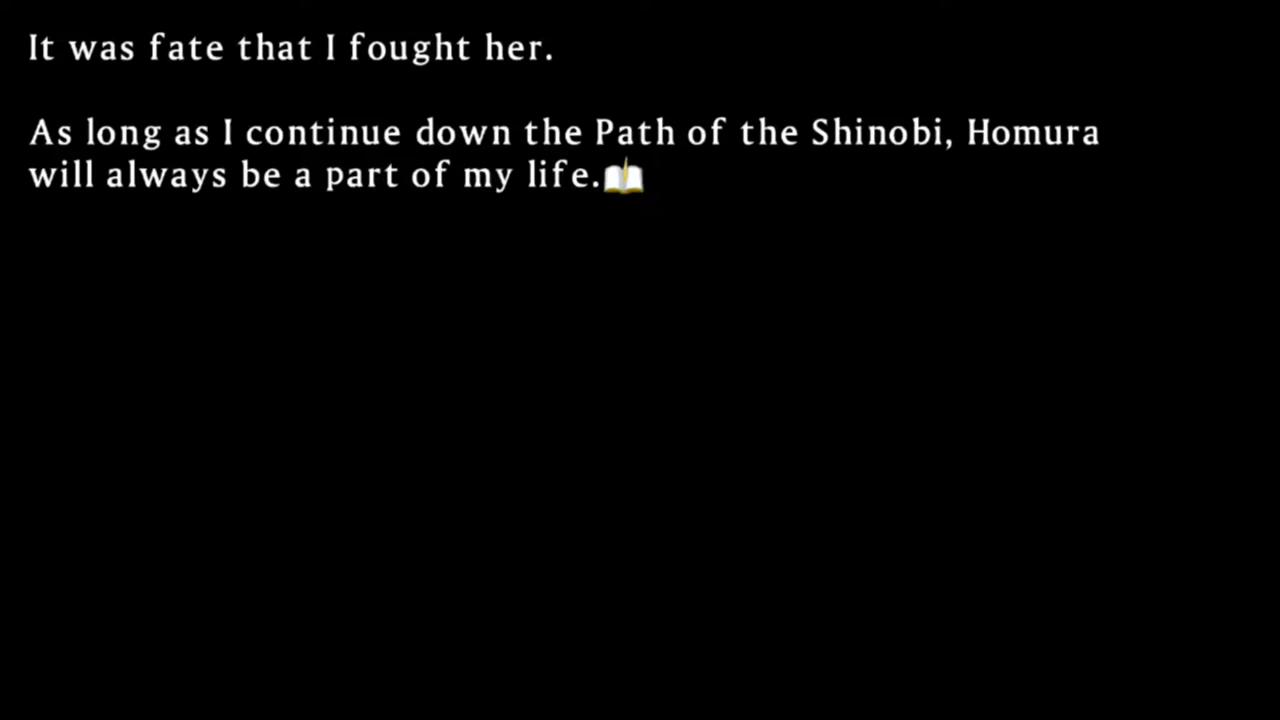 It was fate that I fought her.
As long as I continue down the Path of the Shinobi, Homura
will always be a part of my life.